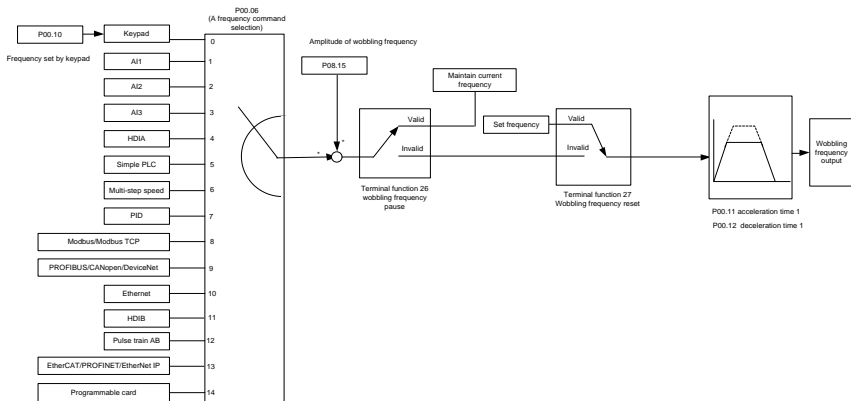 P00.06
(A frequency command
selection)
P00.10
Keypad
0
Frequency set by keypad
AI1
1
AI2
2
AI3
3
HDIA
4
Simple PLC
5
Multi-step speed
6
PID
7
Modbus/Modbus TCP
8
PROFIBUS/CANopen/DeviceNet
9
Ethernet
10
HDIB
11
Pulse train AB
12
EtherCAT/PROFINET/EtherNet IP
13
Programmable card
14
Amplitude of wobbling frequency
P08.15
*
*
Maintain current
frequency
Valid
Invalid
Terminal function 26
wobbling frequency
pause
Set frequency
Valid
Invalid
Terminal function 27
Wobbling frequency reset
P00.11 acceleration time 1
P00.12 deceleration time 1
Wobbling
frequency
output